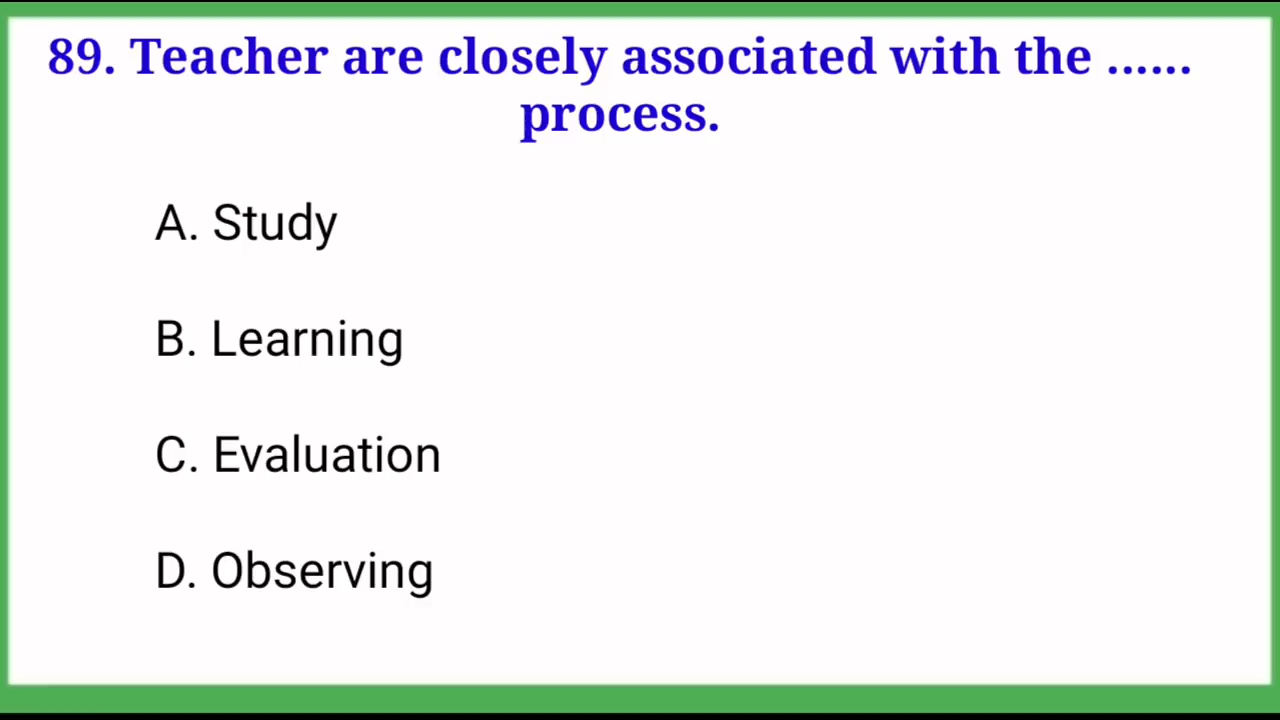 89. Teacher are closely associated with the ......
process.
A. Study
B. Learning
C. Evaluation
D. Observing